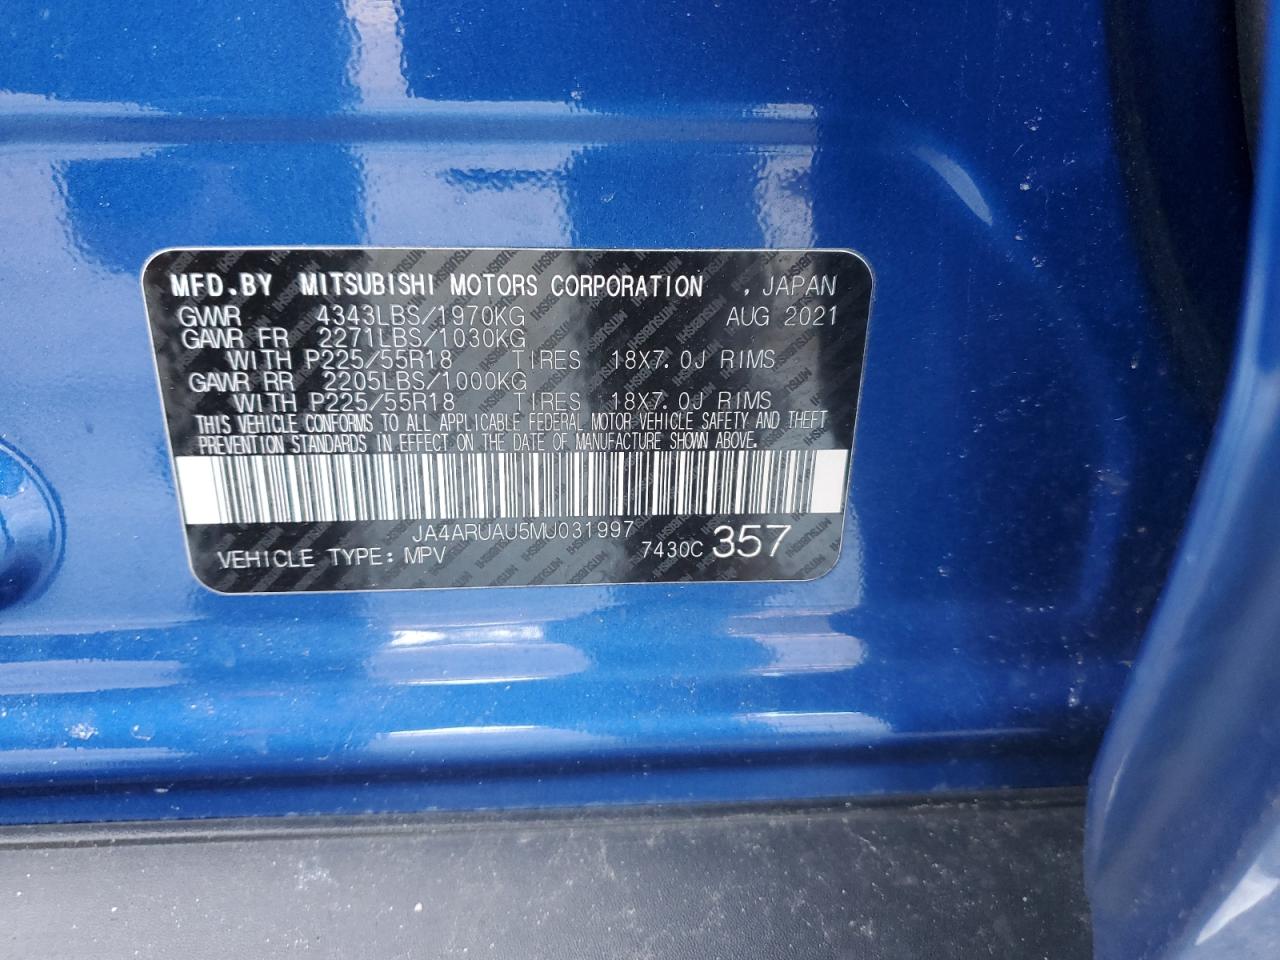 MFD.BY MITSUBISHI MOTORS CORPORATION , JAPAN
GVWR 4343LBS/1970KG AUG 2021
GAWR FR 2271LBS/1030KG
WITH P225/55R18 TIRES 18X7.0J RIMS
GAWR RR 2205LBS/1000KG
WITH P225/55R18 TIRES 18X7.0J RIMS
THIS VEHICLE CONFORMS TO ALL APPLICABLE FEDERAL MOTOR VEHICLE SAFETY AND THEFT
PREVENTION STANDARDS IN EFFECT ON THE DATE OF MANUFACTURE SHOWN ABOVE.
JA4ARUAU5MU031997
VEHICLE TYPE: MPV 7430C 357